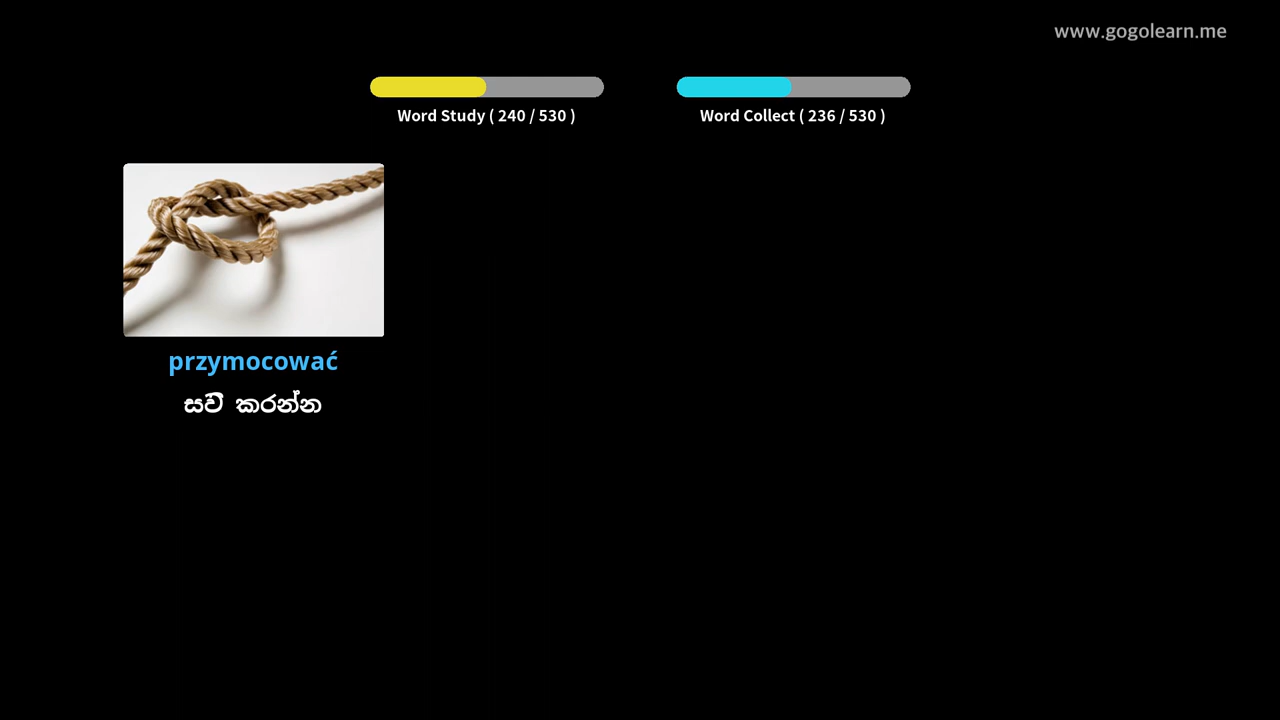 www.gogolearn.me
Word Study ( 240 / 530 )
Word Collect ( 236 / 530 )
przymocować
සවි කරන්න